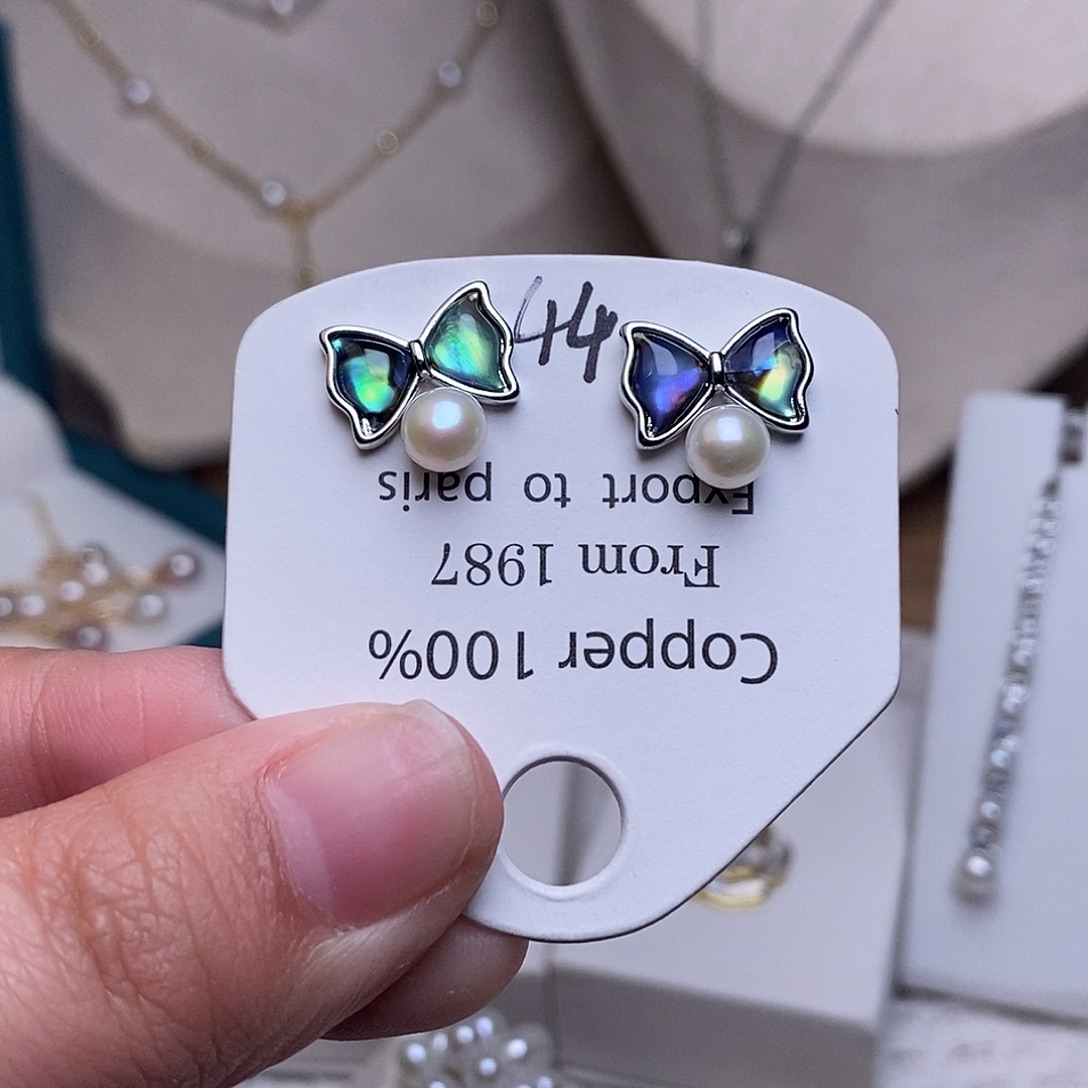 44
Copper 100%
From 1987
Export to paris